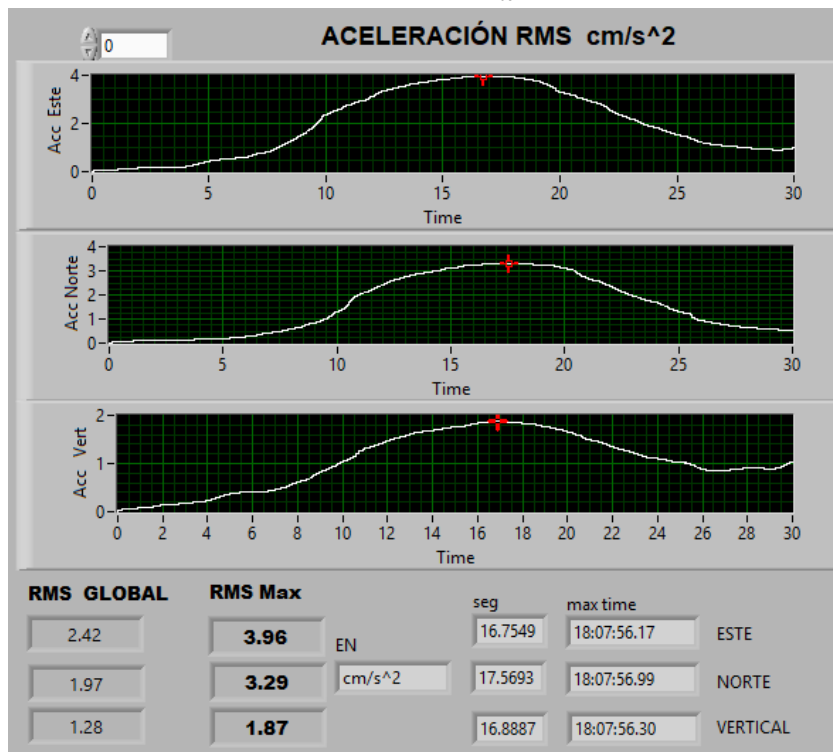 0
ACELERACIÓN RMS cm/s^2
Acc Este
4
2
0
0 5 10 15 20 25 30
Time
Acc Norte
4
3
2
1
0
0 5 10 15 20 25 30
Time
Acc Vert
2
1
0
0 2 4 6 8 10 12 14 16 18 20 22 24 26 28 30
Time
RMS GLOBAL RMS Max seg max time
2.42 3.96 EN 16.7549 18:07:56.17 ESTE
1.97 3.29 cm/s^2 17.5693 18:07:56.99 NORTE
1.28 1.87 16.8887 18:07:56.30 VERTICAL